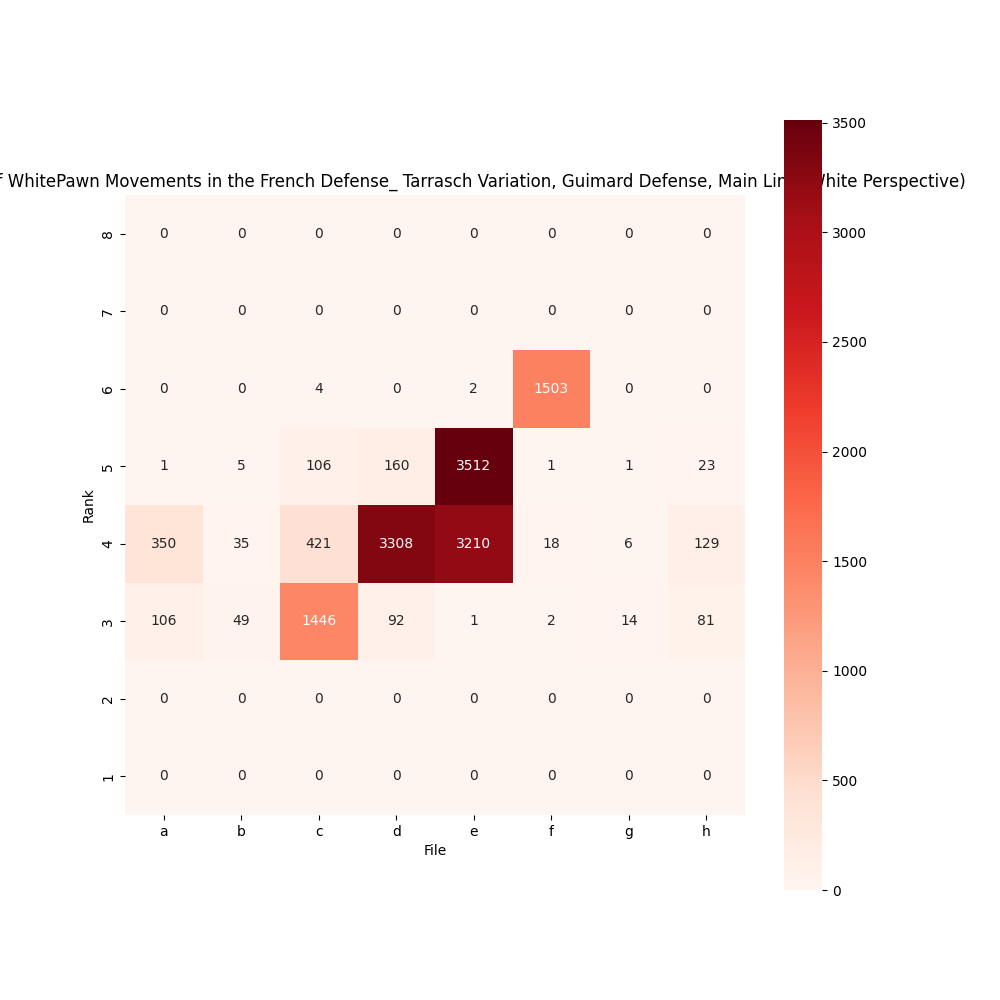 WhitePawn Movements in the French Defense_ Tarrasch Variation, Guimard Defense, Main Perspective)
3500
3000
2500
2000
1500
1000
500
0
8 0 0 0 0 0 0 0 0
7 0 0 0 0 0 0 0 0
6 0 0 4 0 2 1503 0 0
5 1 5 106 160 3512 1 1 23
4 350 35 421 3308 3210 18 6 129
3 106 49 1446 92 1 2 14 81
2 0 0 0 0 0 0 0 0
1 0 0 0 0 0 0 0 0
Rank
a b c d e f g h
File